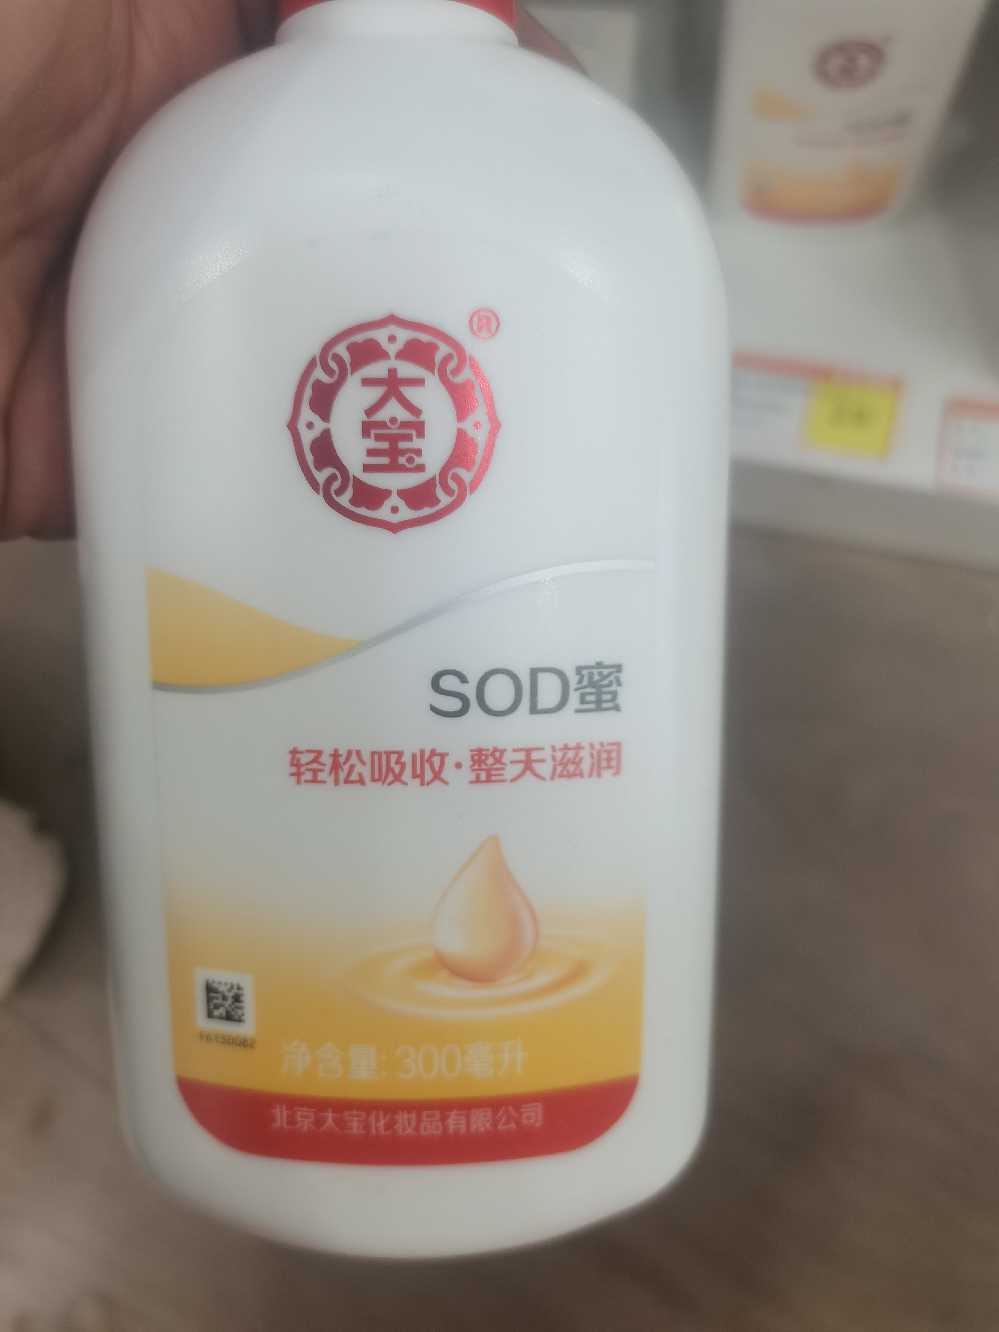 大宝
®
SOD蜜
轻松吸收·整天滋润
净含量:300毫升
北京大宝化妆品有限公司